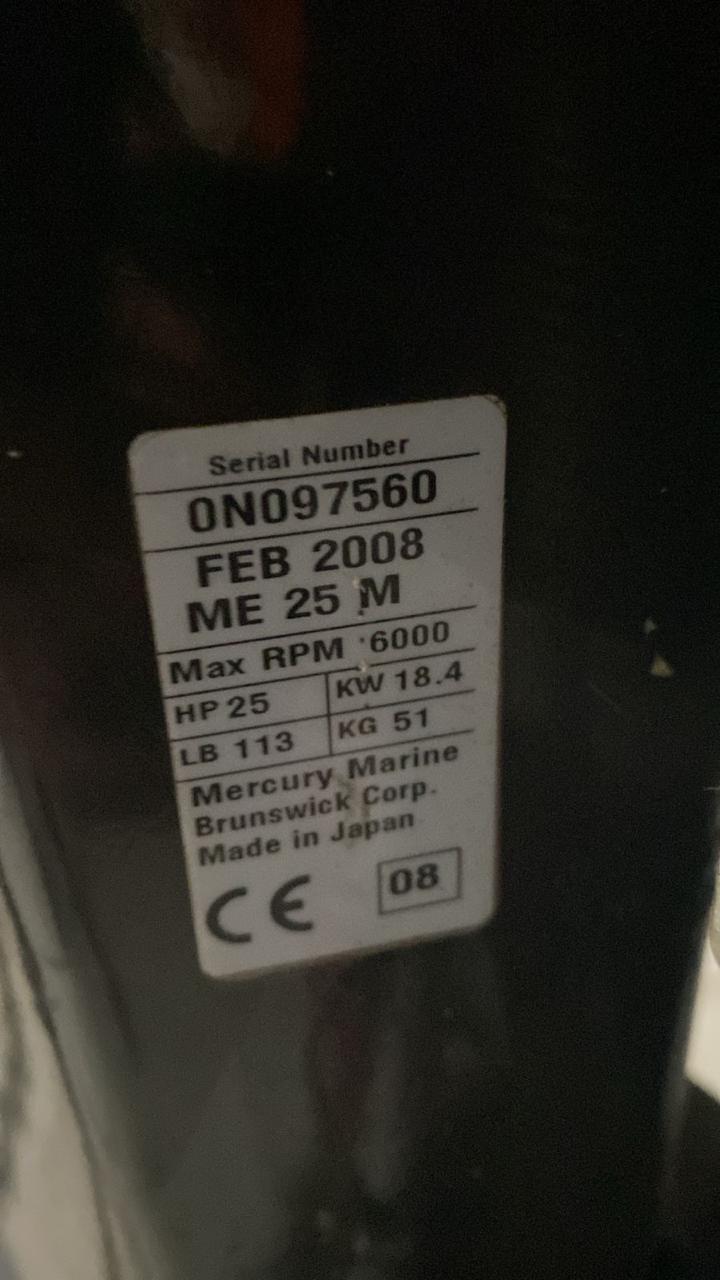 Serial Number
0N097560
FEB 2008
ME 25 M
Max RPM 6000
HP 25 KW 18.4
LB 113 KG 51
Mercury Marine
Brunswick Corp.
Made in Japan
CE 08